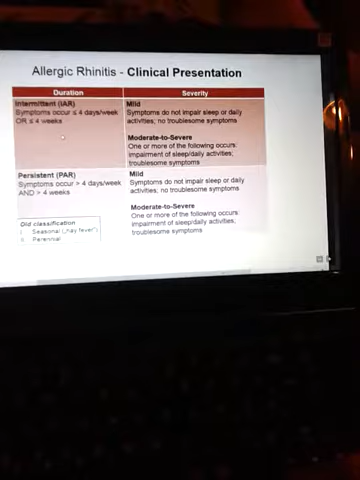 Allergic Rhinitis - Clinical Presentation
Duration
Severity
Intermittent (IAR)
Symptoms occur ≤ 4 days/week
OR ≤ 4 weeks
Mild
Symptoms do not impair sleep or daily
activities; no troublesome symptoms
Moderate-to-Severe
One or more of the following occurs:
impairment of sleep/daily activities;
troublesome symptoms
Persistent (PAR)
Symptoms occur > 4 days/week
AND > 4 weeks
Mild
Symptoms do not impair sleep or daily
activities; no troublesome symptoms
Moderate-to-Severe
One or more of the following occurs:
impairment of sleep/daily activities;
troublesome symptoms
Old classification
Seasonal („hay fever")
Perennial